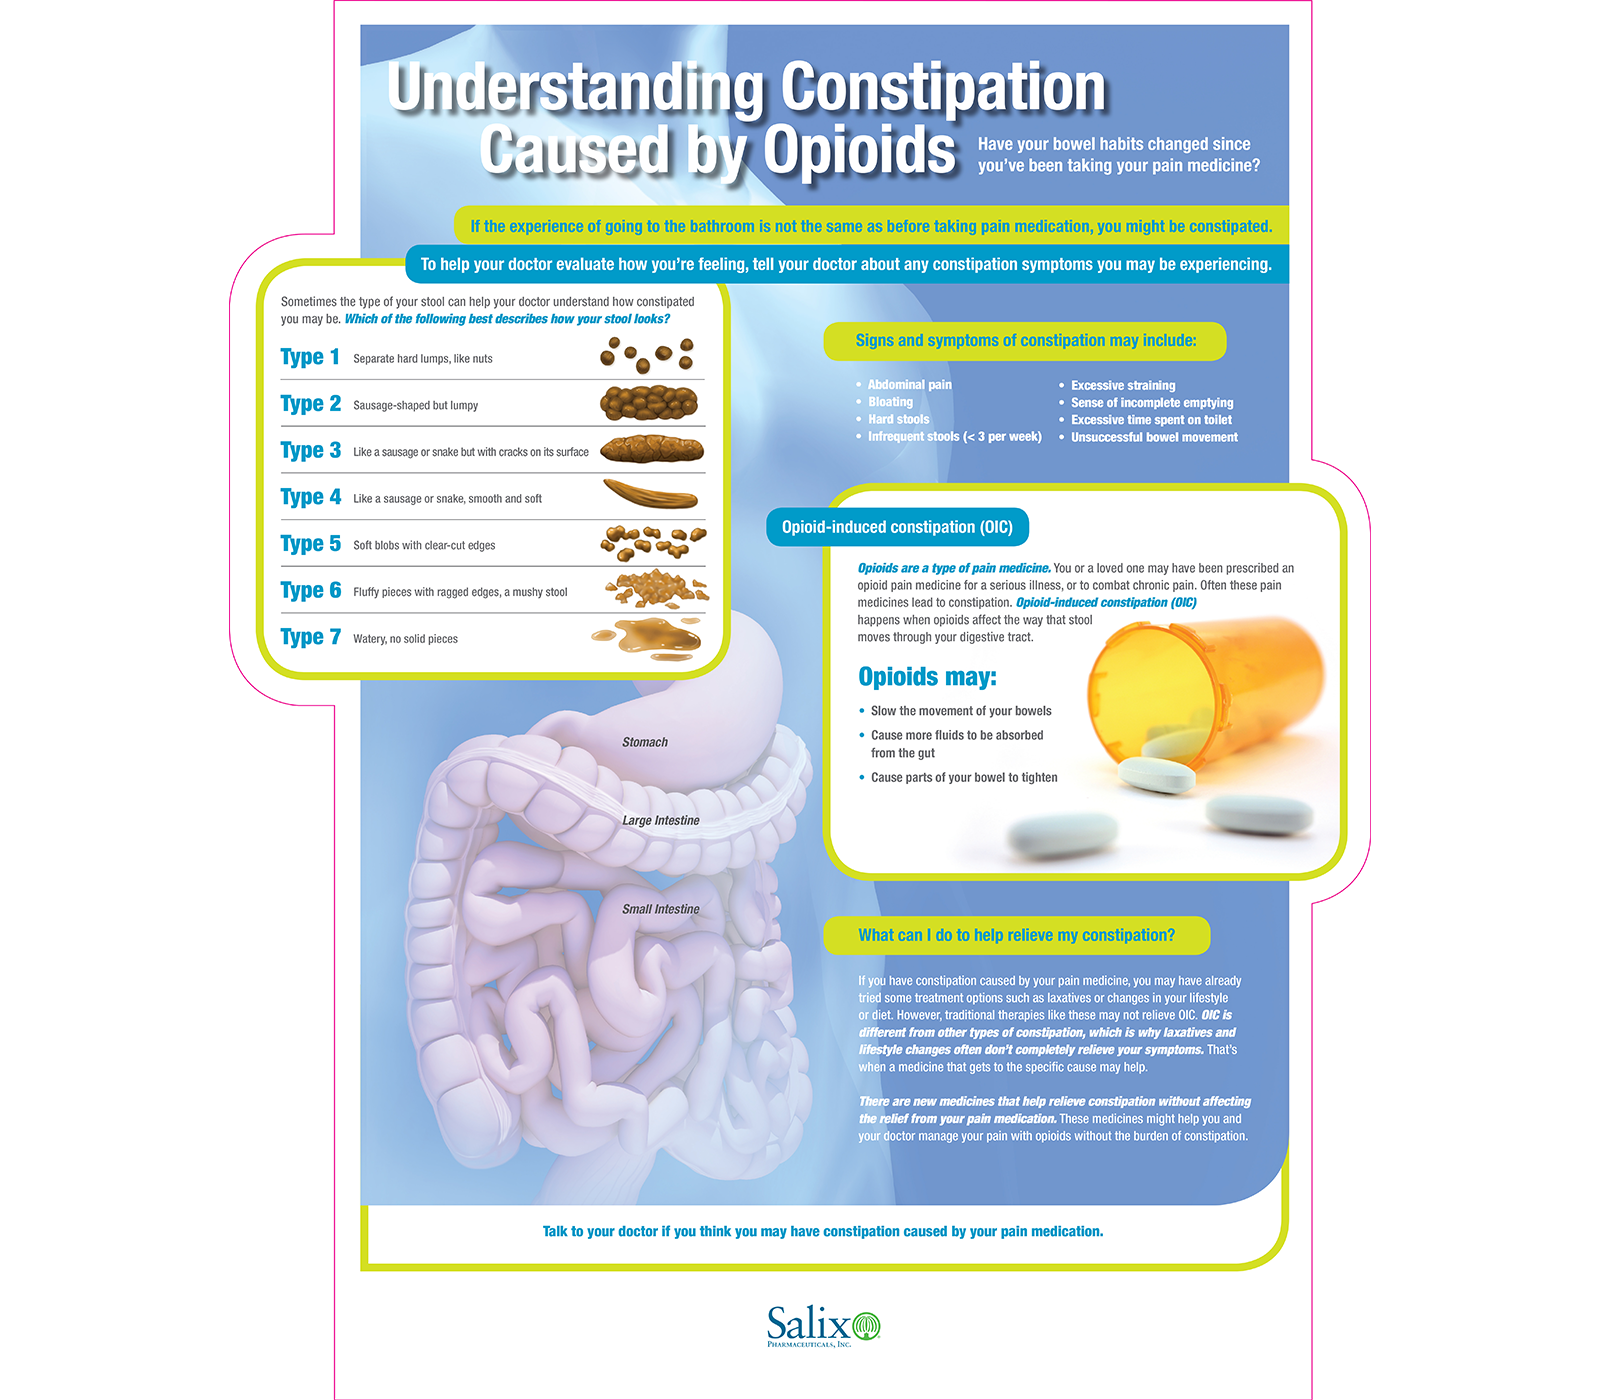 Understanding Constipation
Caused by Opioids
Have your bowel habits changed since
you've been taking your pain medicine?
If the experience of going to the bathroom is not the same as before taking pain medication, you might be constipated.
To help your doctor evaluate how you're feeling, tell your doctor about any constipation symptoms you may be experiencing.
Sometimes the type of your stool can help your doctor understand how constipated
you may be. Which of the following best describes how your stool looks?
Type 1 Separate hard lumps, like nuts
Type 2 Sausage-shaped but lumpy
Type 3 Like a sausage or snake but with cracks on its surface
Type 4 Like a sausage or snake, smooth and soft
Type 5 Soft blobs with clear-cut edges
Type 6 Fluffy pieces with ragged edges, a mushy stool
Type 7 Watery, no solid pieces
Stomach
Large Intestine
Small Intestine
Signs and symptoms of constipation may include:
• Abdominal pain
• Bloating
• Hard stools
• Infrequent stools (< 3 per week)
• Excessive straining
• Sense of incomplete emptying
• Excessive time spent on toilet
• Unsuccessful bowel movement
Opioid-induced constipation (OIC)
Opioids are a type of pain medicine. You or a loved one may have been prescribed an
opioid pain medicine for a serious illness, or to combat chronic pain. Often these pain
medicines lead to constipation. Opioid-induced constipation (OIC)
happens when opioids affect the way that stool
moves through your digestive tract.
Opioids may:
• Slow the movement of your bowels
• Cause more fluids to be absorbed
from the gut
• Cause parts of your bowel to tighten
What can I do to help relieve my constipation?
If you have constipation caused by your pain medicine, you may have already
tried some treatment options such as laxatives or changes in your lifestyle
or diet. However, traditional therapies like these may not relieve OIC. OIC is
different from other types of constipation, which is why laxatives and
lifestyle changes often don't completely relieve your symptoms. That's
when a medicine that gets to the specific cause may help.
There are new medicines that help relieve constipation without affecting
the relief from your pain medication. These medicines might help you and
your doctor manage your pain with opioids without the burden of constipation.
Talk to your doctor if you think you may have constipation caused by your pain medication.
Salix
PHARMACEUTICALS, INC.